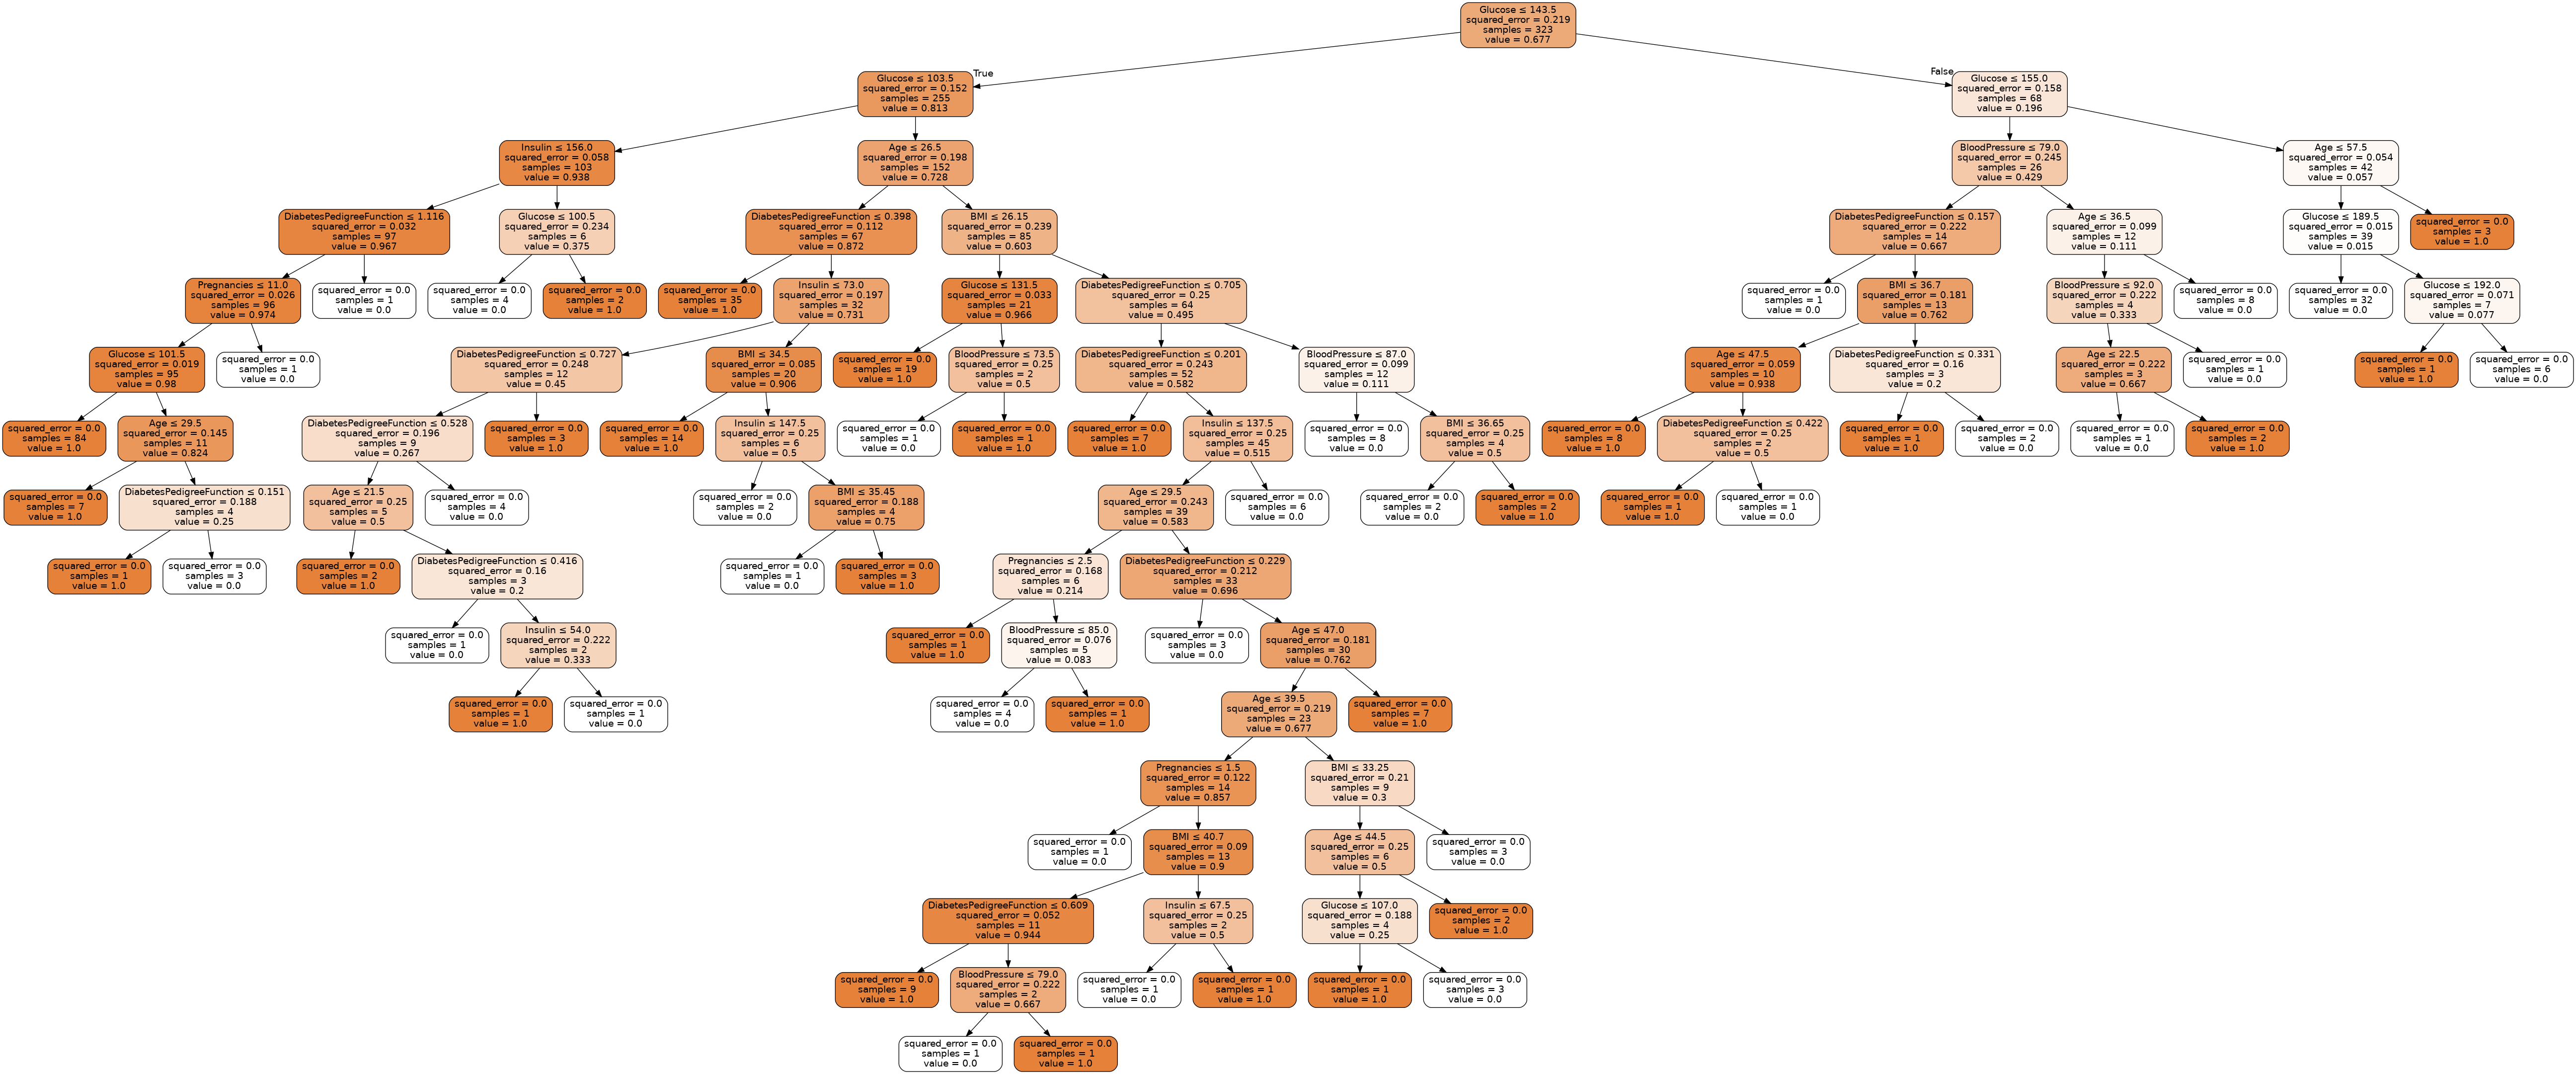 Glucose ≤ 143.5
squared_error = 0.219
samples = 323
value = 0.677
True
False
Glucose ≤ 103.5
squared_error = 0.152
samples = 255
value = 0.813
Glucose ≤ 155.0
squared_error = 0.158
samples = 68
value = 0.196
Insulin ≤ 156.0
squared_error = 0.058
samples = 103
value = 0.938
Age ≤ 26.5
squared_error = 0.198
samples = 152
value = 0.728
BloodPressure ≤ 79.0
squared_error = 0.245
samples = 26
value = 0.429
Age ≤ 57.5
squared_error = 0.054
samples = 42
value = 0.057
DiabetesPedigreeFunction ≤ 1.116
squared_error = 0.032
samples = 97
value = 0.967
Glucose ≤ 100.5
squared_error = 0.234
samples = 6
value = 0.375
DiabetesPedigreeFunction ≤ 0.398
squared_error = 0.112
samples = 67
value = 0.872
BMI ≤ 26.15
squared_error = 0.239
samples = 85
value = 0.603
DiabetesPedigreeFunction ≤ 0.157
squared_error = 0.222
samples = 14
value = 0.667
Age ≤ 36.5
squared_error = 0.099
samples = 12
value = 0.111
Glucose ≤ 189.5
squared_error = 0.015
samples = 39
value = 0.015
squared_error = 0.0
samples = 3
value = 1.0
Pregnancies ≤ 11.0
squared_error = 0.026
samples = 96
value = 0.974
squared_error = 0.0
samples = 1
value = 0.0
squared_error = 0.0
samples = 4
value = 0.0
squared_error = 0.0
samples = 2
value = 1.0
squared_error = 0.0
samples = 35
value = 1.0
Insulin ≤ 73.0
squared_error = 0.197
samples = 32
value = 0.731
Glucose ≤ 131.5
squared_error = 0.033
samples = 21
value = 0.966
DiabetesPedigreeFunction ≤ 0.705
squared_error = 0.25
samples = 64
value = 0.495
squared_error = 0.0
samples = 1
value = 0.0
BMI ≤ 36.7
squared_error = 0.181
samples = 13
value = 0.762
BloodPressure ≤ 92.0
squared_error = 0.222
samples = 4
value = 0.333
squared_error = 0.0
samples = 8
value = 0.0
squared_error = 0.0
samples = 32
value = 0.0
Glucose ≤ 192.0
squared_error = 0.071
samples = 7
value = 0.077
Glucose ≤ 101.5
squared_error = 0.019
samples = 95
value = 0.98
squared_error = 0.0
samples = 1
value = 0.0
DiabetesPedigreeFunction ≤ 0.727
squared_error = 0.248
samples = 12
value = 0.45
BMI ≤ 34.5
squared_error = 0.085
samples = 20
value = 0.906
squared_error = 0.0
samples = 19
value = 1.0
BloodPressure ≤ 73.5
squared_error = 0.25
samples = 2
value = 0.5
DiabetesPedigreeFunction ≤ 0.201
squared_error = 0.243
samples = 52
value = 0.582
BloodPressure ≤ 87.0
squared_error = 0.099
samples = 12
value = 0.111
Age ≤ 47.5
squared_error = 0.059
samples = 10
value = 0.938
DiabetesPedigreeFunction ≤ 0.331
squared_error = 0.16
samples = 3
value = 0.2
Age ≤ 22.5
squared_error = 0.222
samples = 3
value = 0.667
squared_error = 0.0
samples = 1
value = 0.0
squared_error = 0.0
samples = 1
value = 1.0
squared_error = 0.0
samples = 6
value = 0.0
squared_error = 0.0
samples = 84
value = 1.0
Age ≤ 29.5
squared_error = 0.145
samples = 11
value = 0.824
DiabetesPedigreeFunction ≤ 0.528
squared_error = 0.196
samples = 9
value = 0.267
squared_error = 0.0
samples = 3
value = 1.0
squared_error = 0.0
samples = 14
value = 1.0
Insulin ≤ 147.5
squared_error = 0.25
samples = 6
value = 0.5
squared_error = 0.0
samples = 1
value = 0.0
squared_error = 0.0
samples = 1
value = 1.0
squared_error = 0.0
samples = 7
value = 1.0
Insulin ≤ 137.5
squared_error = 0.25
samples = 45
value = 0.515
squared_error = 0.0
samples = 8
value = 0.0
BMI ≤ 36.65
squared_error = 0.25
samples = 4
value = 0.5
squared_error = 0.0
samples = 8
value = 1.0
DiabetesPedigreeFunction ≤ 0.422
squared_error = 0.25
samples = 2
value = 0.5
squared_error = 0.0
samples = 1
value = 1.0
squared_error = 0.0
samples = 2
value = 0.0
squared_error = 0.0
samples = 1
value = 0.0
squared_error = 0.0
samples = 2
value = 1.0
squared_error = 0.0
samples = 7
value = 1.0
DiabetesPedigreeFunction ≤ 0.151
squared_error = 0.188
samples = 4
value = 0.25
Age ≤ 21.5
squared_error = 0.25
samples = 5
value = 0.5
squared_error = 0.0
samples = 4
value = 0.0
squared_error = 0.0
samples = 2
value = 0.0
BMI ≤ 35.45
squared_error = 0.188
samples = 4
value = 0.75
Age ≤ 29.5
squared_error = 0.243
samples = 39
value = 0.583
squared_error = 0.0
samples = 6
value = 0.0
squared_error = 0.0
samples = 2
value = 0.0
squared_error = 0.0
samples = 2
value = 1.0
squared_error = 0.0
samples = 1
value = 1.0
squared_error = 0.0
samples = 1
value = 0.0
squared_error = 0.0
samples = 1
value = 1.0
squared_error = 0.0
samples = 3
value = 0.0
squared_error = 0.0
samples = 2
value = 1.0
DiabetesPedigreeFunction ≤ 0.416
squared_error = 0.16
samples = 3
value = 0.2
squared_error = 0.0
samples = 1
value = 0.0
squared_error = 0.0
samples = 3
value = 1.0
Pregnancies ≤ 2.5
squared_error = 0.168
samples = 6
value = 0.214
DiabetesPedigreeFunction ≤ 0.229
squared_error = 0.212
samples = 33
value = 0.696
squared_error = 0.0
samples = 1
value = 0.0
Insulin ≤ 54.0
squared_error = 0.222
samples = 2
value = 0.333
squared_error = 0.0
samples = 1
value = 1.0
BloodPressure ≤ 85.0
squared_error = 0.076
samples = 5
value = 0.083
squared_error = 0.0
samples = 3
value = 0.0
Age ≤ 47.0
squared_error = 0.181
samples = 30
value = 0.762
squared_error = 0.0
samples = 1
value = 1.0
squared_error = 0.0
samples = 1
value = 0.0
squared_error = 0.0
samples = 4
value = 0.0
squared_error = 0.0
samples = 1
value = 1.0
Age ≤ 39.5
squared_error = 0.219
samples = 23
value = 0.677
squared_error = 0.0
samples = 7
value = 1.0
Pregnancies ≤ 1.5
squared_error = 0.122
samples = 14
value = 0.857
BMI ≤ 33.25
squared_error = 0.21
samples = 9
value = 0.3
squared_error = 0.0
samples = 1
value = 0.0
BMI ≤ 40.7
squared_error = 0.09
samples = 13
value = 0.9
Age ≤ 44.5
squared_error = 0.25
samples = 6
value = 0.5
squared_error = 0.0
samples = 3
value = 0.0
DiabetesPedigreeFunction ≤ 0.609
squared_error = 0.052
samples = 11
value = 0.944
Insulin ≤ 67.5
squared_error = 0.25
samples = 2
value = 0.5
Glucose ≤ 107.0
squared_error = 0.188
samples = 4
value = 0.25
squared_error = 0.0
samples = 2
value = 1.0
squared_error = 0.0
samples = 9
value = 1.0
BloodPressure ≤ 79.0
squared_error = 0.222
samples = 2
value = 0.667
squared_error = 0.0
samples = 1
value = 0.0
squared_error = 0.0
samples = 1
value = 1.0
squared_error = 0.0
samples = 1
value = 1.0
squared_error = 0.0
samples = 3
value = 0.0
squared_error = 0.0
samples = 1
value = 0.0
squared_error = 0.0
samples = 1
value = 1.0